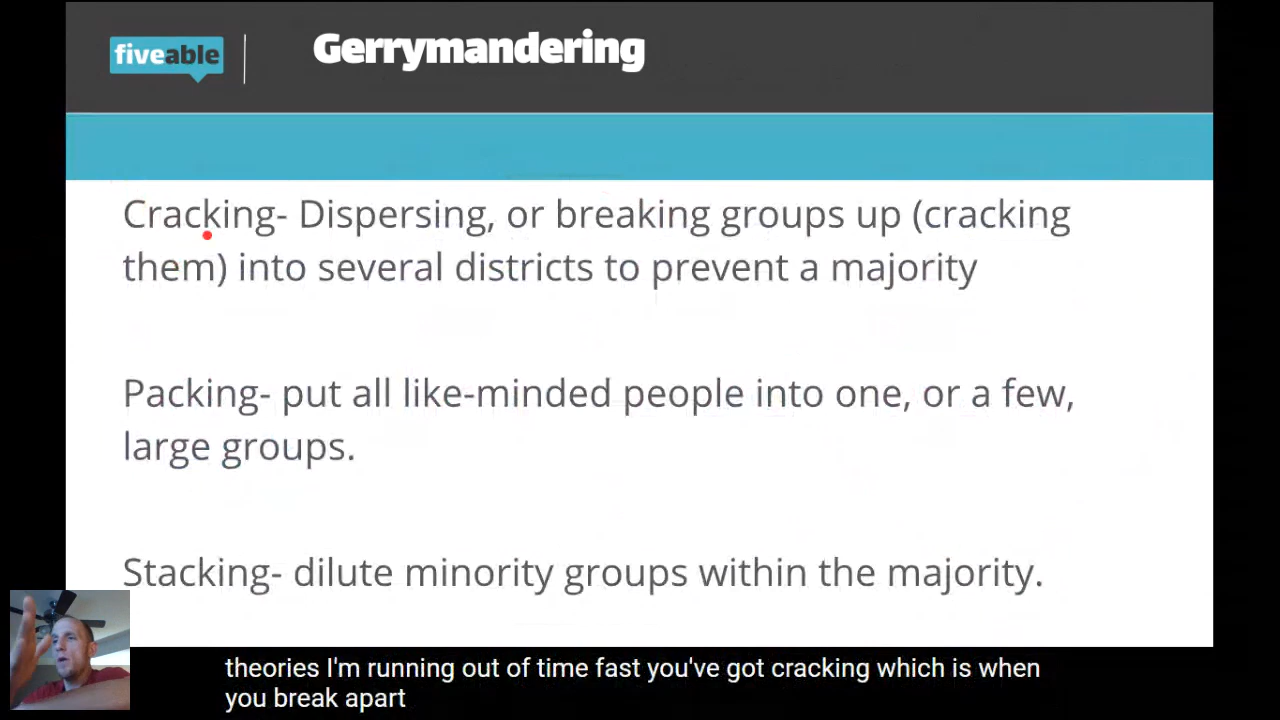 fiveable
Gerrymandering
Cracking- Dispersing, or breaking groups up (cracking
them) into several districts to prevent a majority
Packing- put all like-minded people into one, or a few,
large groups.
Stacking- dilute minority groups within the majority.
theories I'm running out of time fast you've got cracking which is when
you break apart